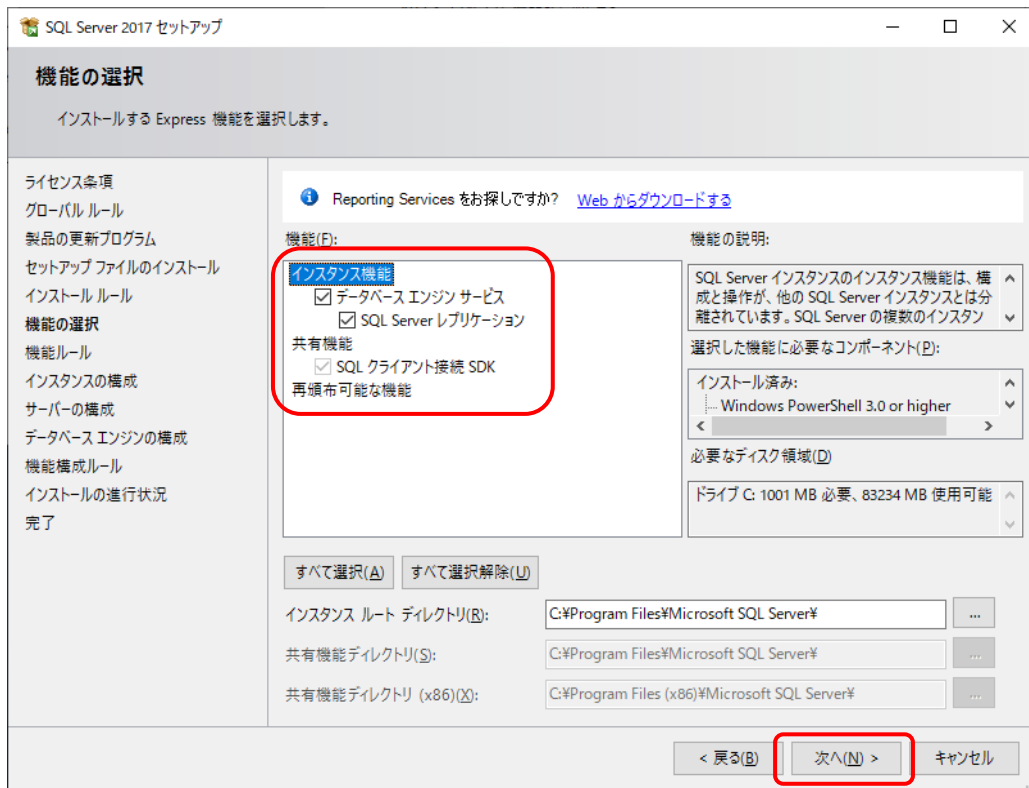 SQL Server 2017 セットアップ
機能の選択
インストールする Express 機能を選択します。
ライセンス条項
グローバル ルール
製品の更新プログラム
セットアップ ファイルのインストール
インストール ルール
機能の選択
機能ルール
インスタンスの構成
サーバーの構成
データベース エンジンの構成
機能構成ルール
インストールの進行状況
完了
Reporting Services をお探しですか? Web からダウンロードする
機能(F):
インスタンス機能
データベース エンジン サービス
SQL Server レプリケーション
共有機能
SQL クライアント接続 SDK
再頒布可能な機能
機能の説明:
SQL Server インスタンスのインスタンス機能は、構
成と操作が、他の SQL Server インスタンスとは分
離されています。SQL Server の複数のインスタン
選択した機能に必要なコンポーネント(P):
インストール済み:
Windows PowerShell 3.0 or higher
必要なディスク領域(D)
ドライブ C: 1001 MB 必要、83234 MB 使用可能
すべて選択(A) すべて選択解除(U)
インスタンス ルート ディレクトリ(R): C:¥Program Files¥Microsoft SQL Server¥ ...
共有機能ディレクトリ(S): C:¥Program Files¥Microsoft SQL Server¥ ...
共有機能ディレクトリ (x86)(X): C:¥Program Files (x86)¥Microsoft SQL Server¥ ...
< 戻る(B) 次へ(N) > キャンセル